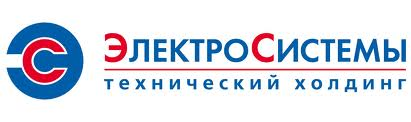 ЭлектроСистемы
технический холдинг